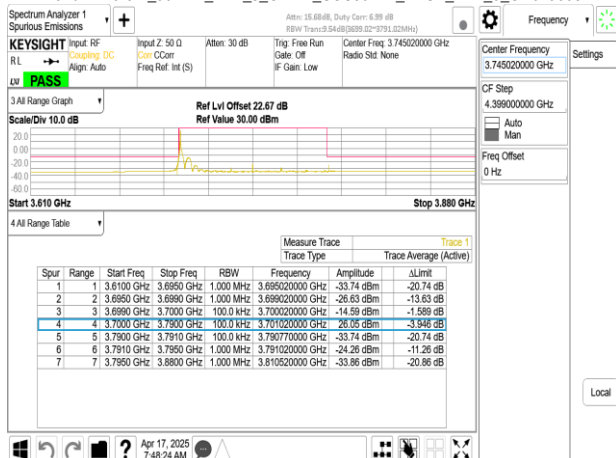 Spectrum Analyzer 1
Spurious Emissions
Attn: 15.68dB, Duty Corr: 6.99 dB
RBW Trans:9.54dB(3699.02~3791.02MHz)
Frequency
KEYSIGHT
Input: RF
Input Z: 50 Ω
Atten: 30 dB
Trig: Free Run
Center Freq: 3.745020000 GHz
RL
Coupling: DC
Corr CCorr
Gate: Off
Radio Std: None
Align: Auto
Freq Ref: Int (S)
IF Gain: Low
LXI
PASS
Center Frequency
3.745020000 GHz
Settings
CF Step
4.399000000 GHz
Auto
Man
Freq Offset
0 Hz
3 All Range Graph
Ref Lvl Offset 22.67 dB
Scale/Div 10.0 dB
Ref Value 30.00 dBm
20.0
0.00
-20.0
-40.0
-60.0
Start 3.610 GHz
Stop 3.880 GHz
4 All Range Table
Measure Trace Trace 1
Trace Type Trace Average (Active)
Spur Range Start Freq Stop Freq RBW Frequency Amplitude ΔLimit
1 1 3.6100 GHz 3.6950 GHz 1.000 MHz 3.695020000 GHz -33.74 dBm -20.74 dB
2 2 3.6950 GHz 3.6990 GHz 1.000 MHz 3.699020000 GHz -26.63 dBm -13.63 dB
3 3 3.6990 GHz 3.7000 GHz 100.0 kHz 3.700020000 GHz -14.59 dBm -1.589 dB
4 4 3.7000 GHz 3.7900 GHz 100.0 kHz 3.701020000 GHz 26.05 dBm -3.946 dB
5 5 3.7900 GHz 3.7910 GHz 100.0 kHz 3.790770000 GHz -33.74 dBm -20.74 dB
6 6 3.7910 GHz 3.7950 GHz 1.000 MHz 3.791020000 GHz -24.26 dBm -11.26 dB
7 7 3.7950 GHz 3.8800 GHz 1.000 MHz 3.810520000 GHz -33.86 dBm -20.86 dB
Local
?
Apr 17, 2025
7:48:24 AM